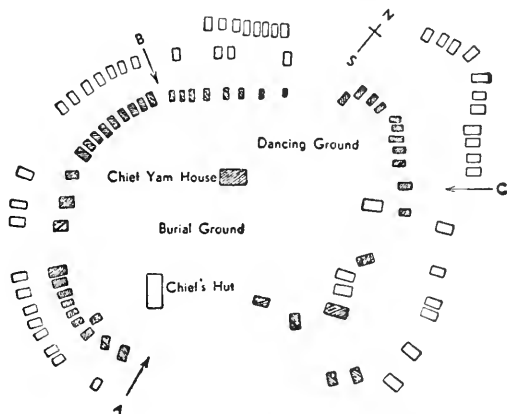 N
B
S
Dancing Ground
Chief Yam House
C
Burial Ground
Chief's Hut
A